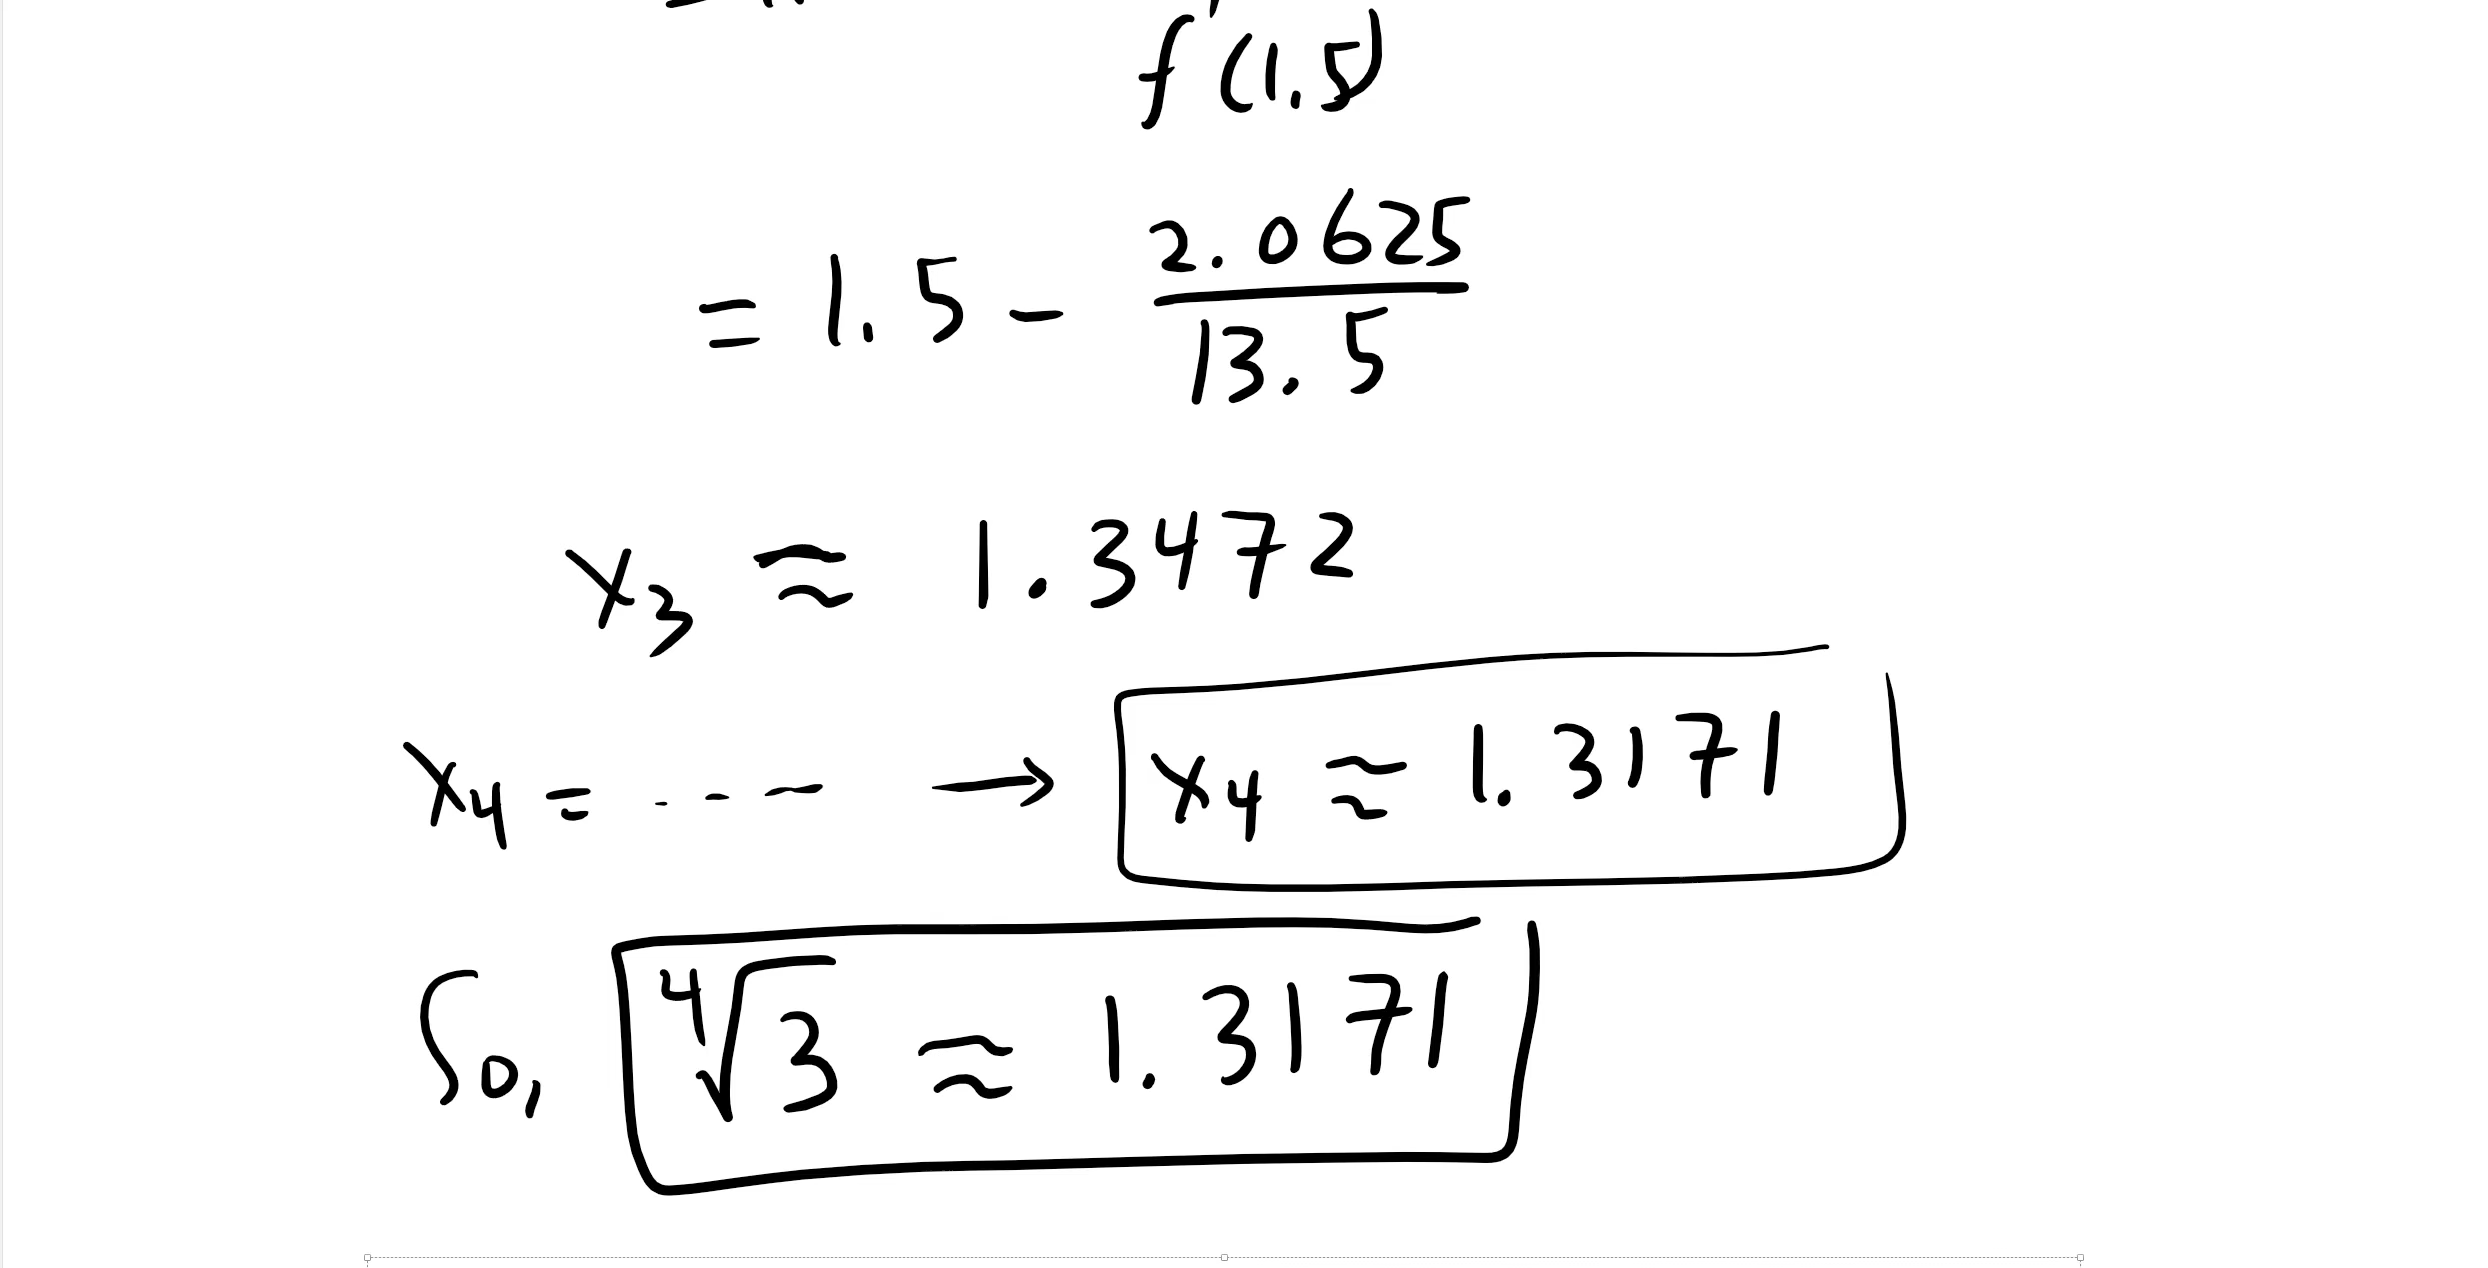 f'(1.5)
= 1.5 - 2.0625 / 13.5
x₃ ≈ 1.3472
x₄ = - - - → x₄ ≈ 1.3171
So, ⁴√3 ≈ 1.3171